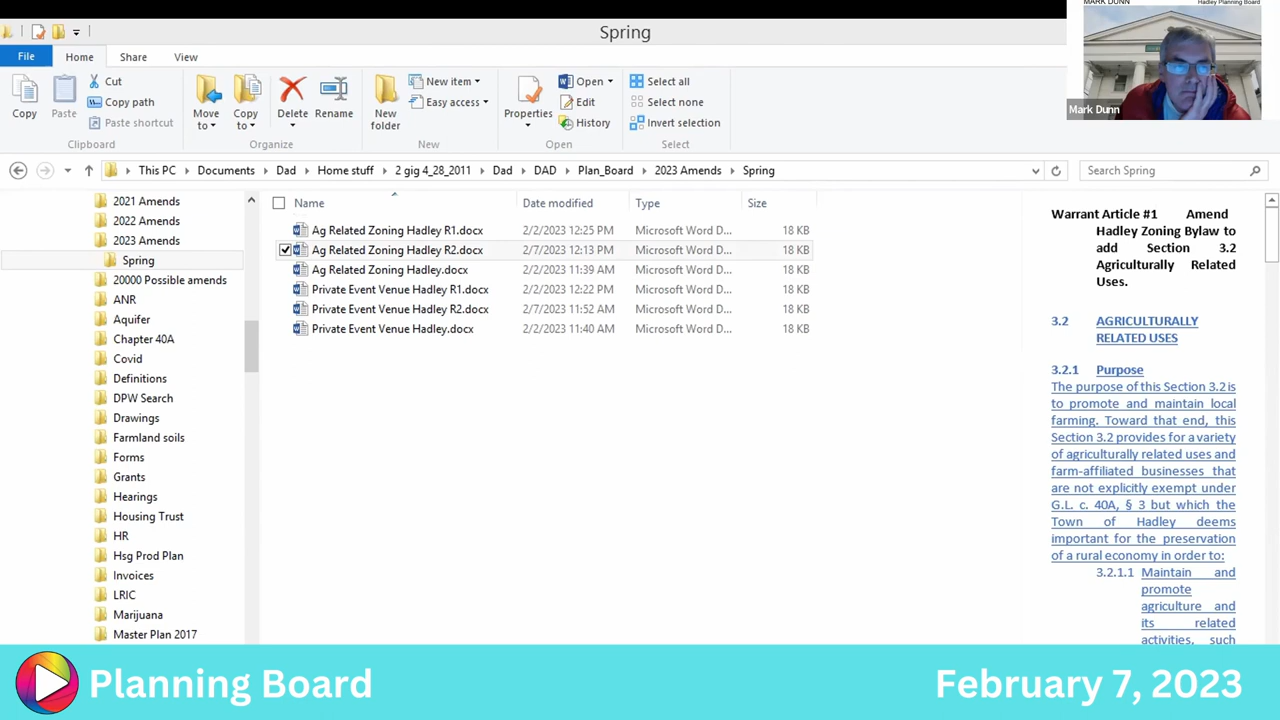 MARK DUNN
Hadley Planning Board
Mark Dunn
Spring
File
Home
Share
View
Copy
Paste
Cut
Copy path
Paste shortcut
Clipboard
Move
to
Copy
to
Delete
Rename
Organize
New
folder
New item
Easy access
New
Properties
Open
Edit
History
Open
Select all
Select none
Invert selection
Select
This PC
Documents
Dad
Home stuff
2 gig 4_28_2011
Dad
DAD
Plan_Board
2023 Amends
Spring
Search Spring
2021 Amends
2022 Amends
2023 Amends
Spring
20000 Possible amends
ANR
Aquifer
Chapter 40A
Covid
Definitions
DPW Search
Drawings
Farmland soils
Forms
Grants
Hearings
Housing Trust
HR
Hsg Prod Plan
Invoices
LRIC
Marijuana
Master Plan 2017
Name Date modified Type Size
Ag Related Zoning Hadley R1.docx 2/2/2023 12:25 PM Microsoft Word D... 18 KB
Ag Related Zoning Hadley R2.docx 2/7/2023 12:13 PM Microsoft Word D... 18 KB
Ag Related Zoning Hadley.docx 2/2/2023 11:39 AM Microsoft Word D... 18 KB
Private Event Venue Hadley R1.docx 2/2/2023 12:22 PM Microsoft Word D... 18 KB
Private Event Venue Hadley R2.docx 2/7/2023 11:52 AM Microsoft Word D... 18 KB
Private Event Venue Hadley.docx 2/2/2023 11:40 AM Microsoft Word D... 18 KB
Warrant Article #1 Amend
Hadley Zoning Bylaw to
add Section 3.2
Agriculturally Related
Uses.
3.2 AGRICULTURALLY
RELATED USES
3.2.1 Purpose
The purpose of this Section 3.2 is
to promote and maintain local
farming. Toward that end, this
Section 3.2 provides for a variety
of agriculturally related uses and
farm-affiliated businesses that
are not explicitly exempt under
G.L. c. 40A, § 3 but which the
Town of Hadley deems
important for the preservation
of a rural economy in order to:
3.2.1.1 Maintain and
promote
agriculture and
its related
activities, such
Planning Board
February 7, 2023